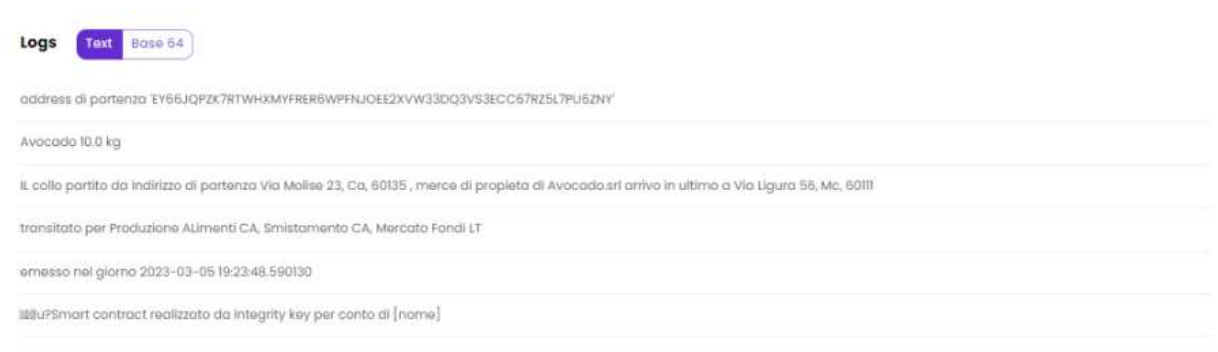 Logs Text Base 64
address di partenza 'EY66JQPZK7RTWHXMYFRER6WPFNJOEE2XVW33DQ3VS3ECC67RZ5L7PU6ZNY'
Avocado 10.0 kg
IL collo partito da Indirizzo di partenza Via Molise 23, Ca, 60135 , merce di propieta di Avocado.srl arrivo in ultimo a Via Ligura 56, Mc, 60111
transitato per Produzione ALimenti CA, Smistamento CA, Mercato Fondi LT
emesso nel giorno 2023-03-05 19:23:48.590130
u?Smart contract realizzato da integrity key per conto di [nome]